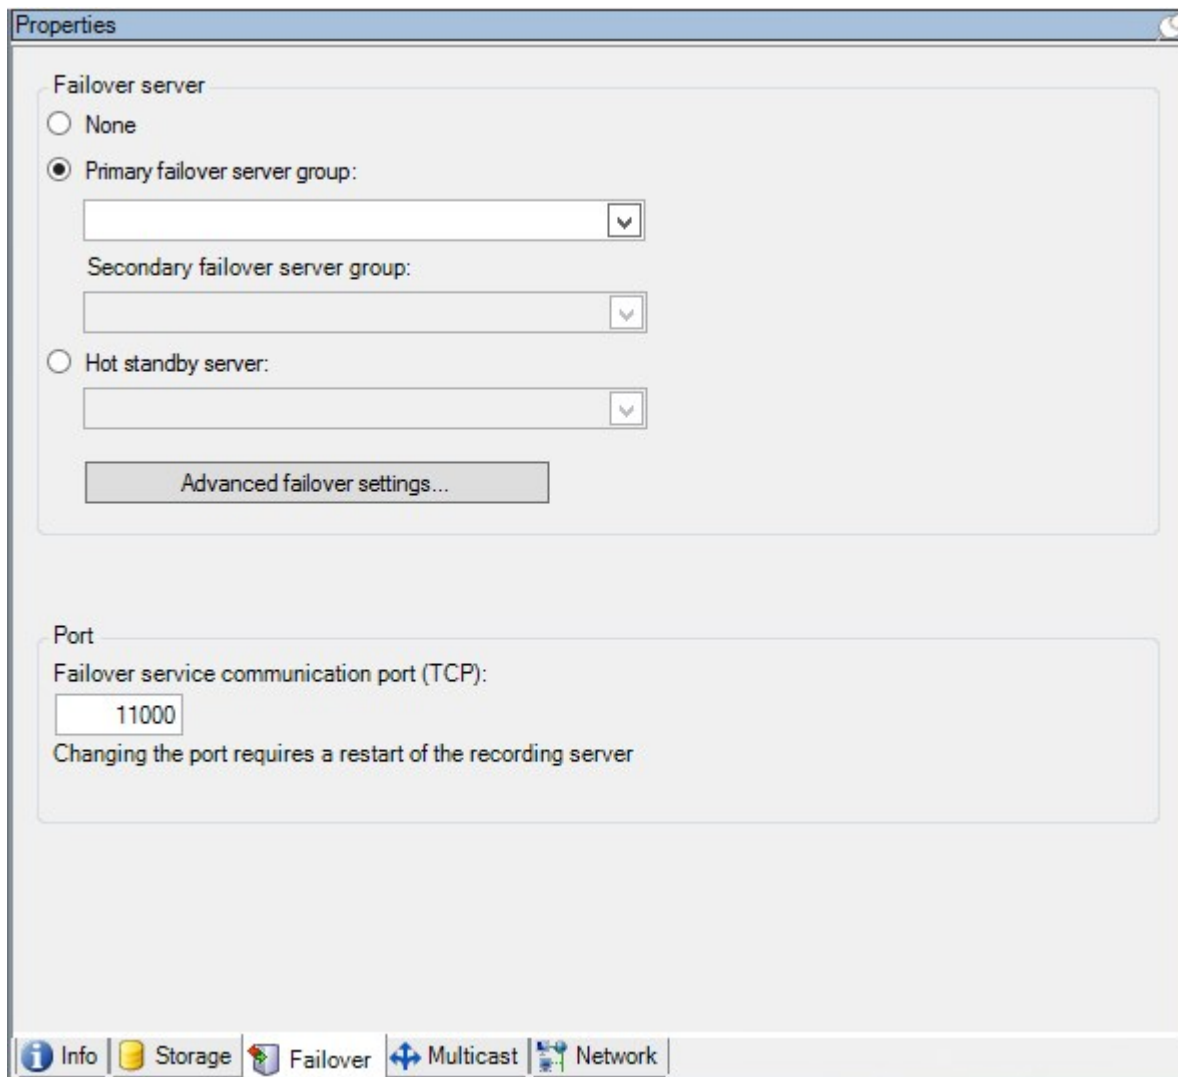 Properties
Failover server
None
Primary failover server group:
Secondary failover server group:
Hot standby server:
Advanced failover settings...
Port
Failover service communication port (TCP):
11000
Changing the port requires a restart of the recording server
Info Storage Failover Multicast Network